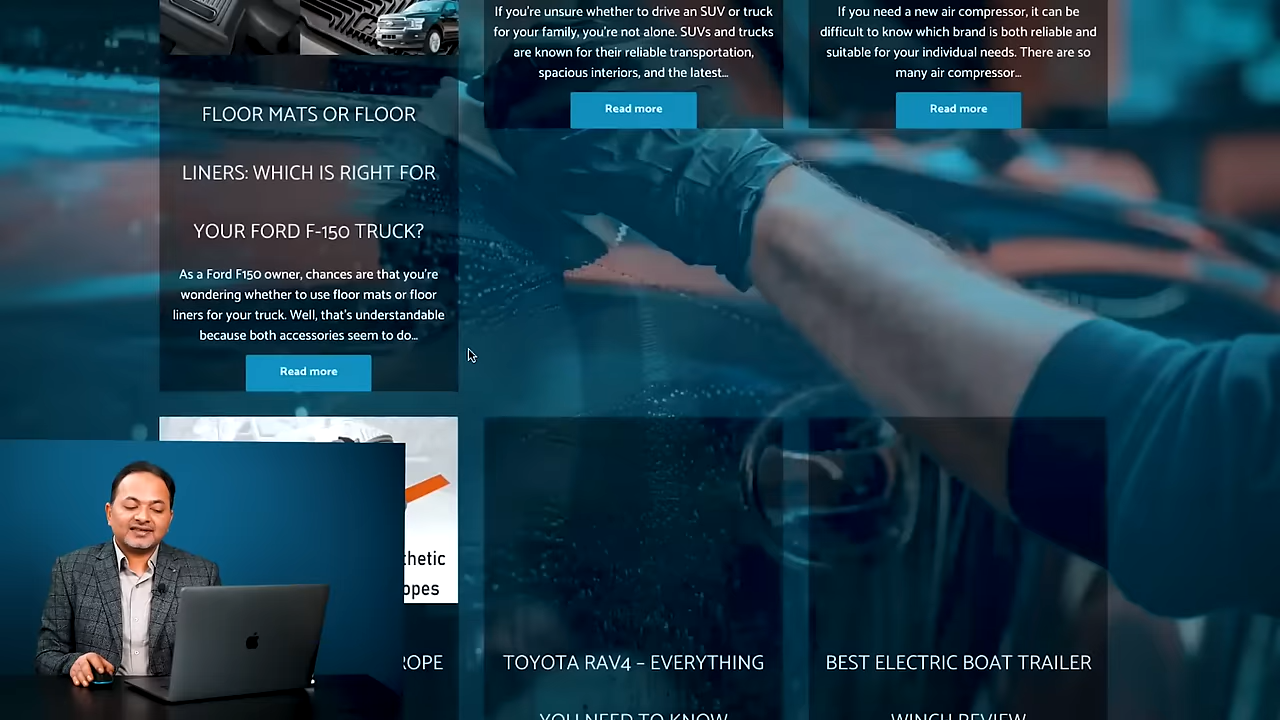 If you're unsure whether to drive an SUV or truck
for your family, you're not alone. SUVs and trucks
are known for their reliable transportation,
spacious interiors, and the latest...
Read more
If you need a new air compressor, it can be
difficult to know which brand is both reliable and
suitable for your individual needs. There are so
many air compressor...
Read more
FLOOR MATS OR FLOOR
LINERS: WHICH IS RIGHT FOR
YOUR FORD F-150 TRUCK?
As a Ford F150 owner, chances are that you're
wondering whether to use floor mats or floor
liners for your truck. Well, that's understandable
because both accessories seem to do...
Read more
thetic
opes
ROPE
TOYOTA RAV4 – EVERYTHING
YOU NEED TO KNOW
BEST ELECTRIC BOAT TRAILER
WINCH REVIEW